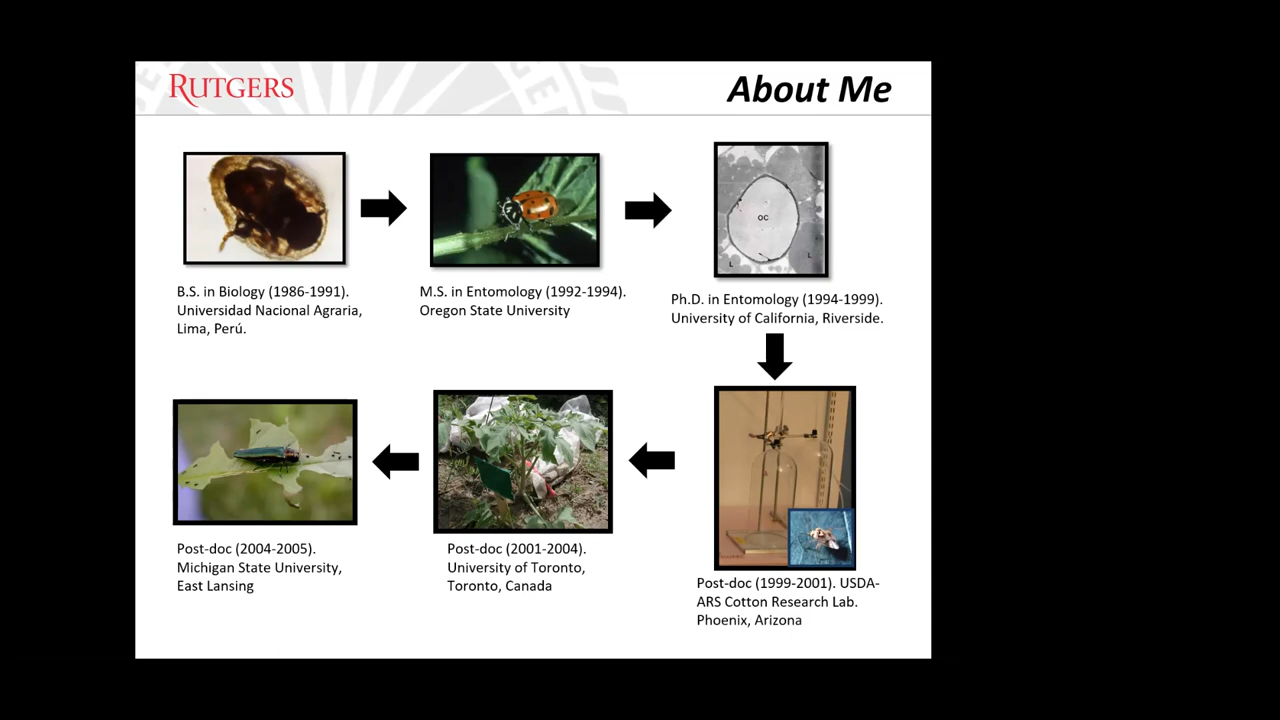 RUTGERS
About Me
B.S. in Biology (1986-1991).
Universidad Nacional Agraria,
Lima, Perú.
M.S. in Entomology (1992-1994).
Oregon State University
OC
L
L
Ph.D. in Entomology (1994-1999).
University of California, Riverside.
Post-doc (2004-2005).
Michigan State University,
East Lansing
Post-doc (2001-2004).
University of Toronto,
Toronto, Canada
Post-doc (1999-2001). USDA-
ARS Cotton Research Lab.
Phoenix, Arizona